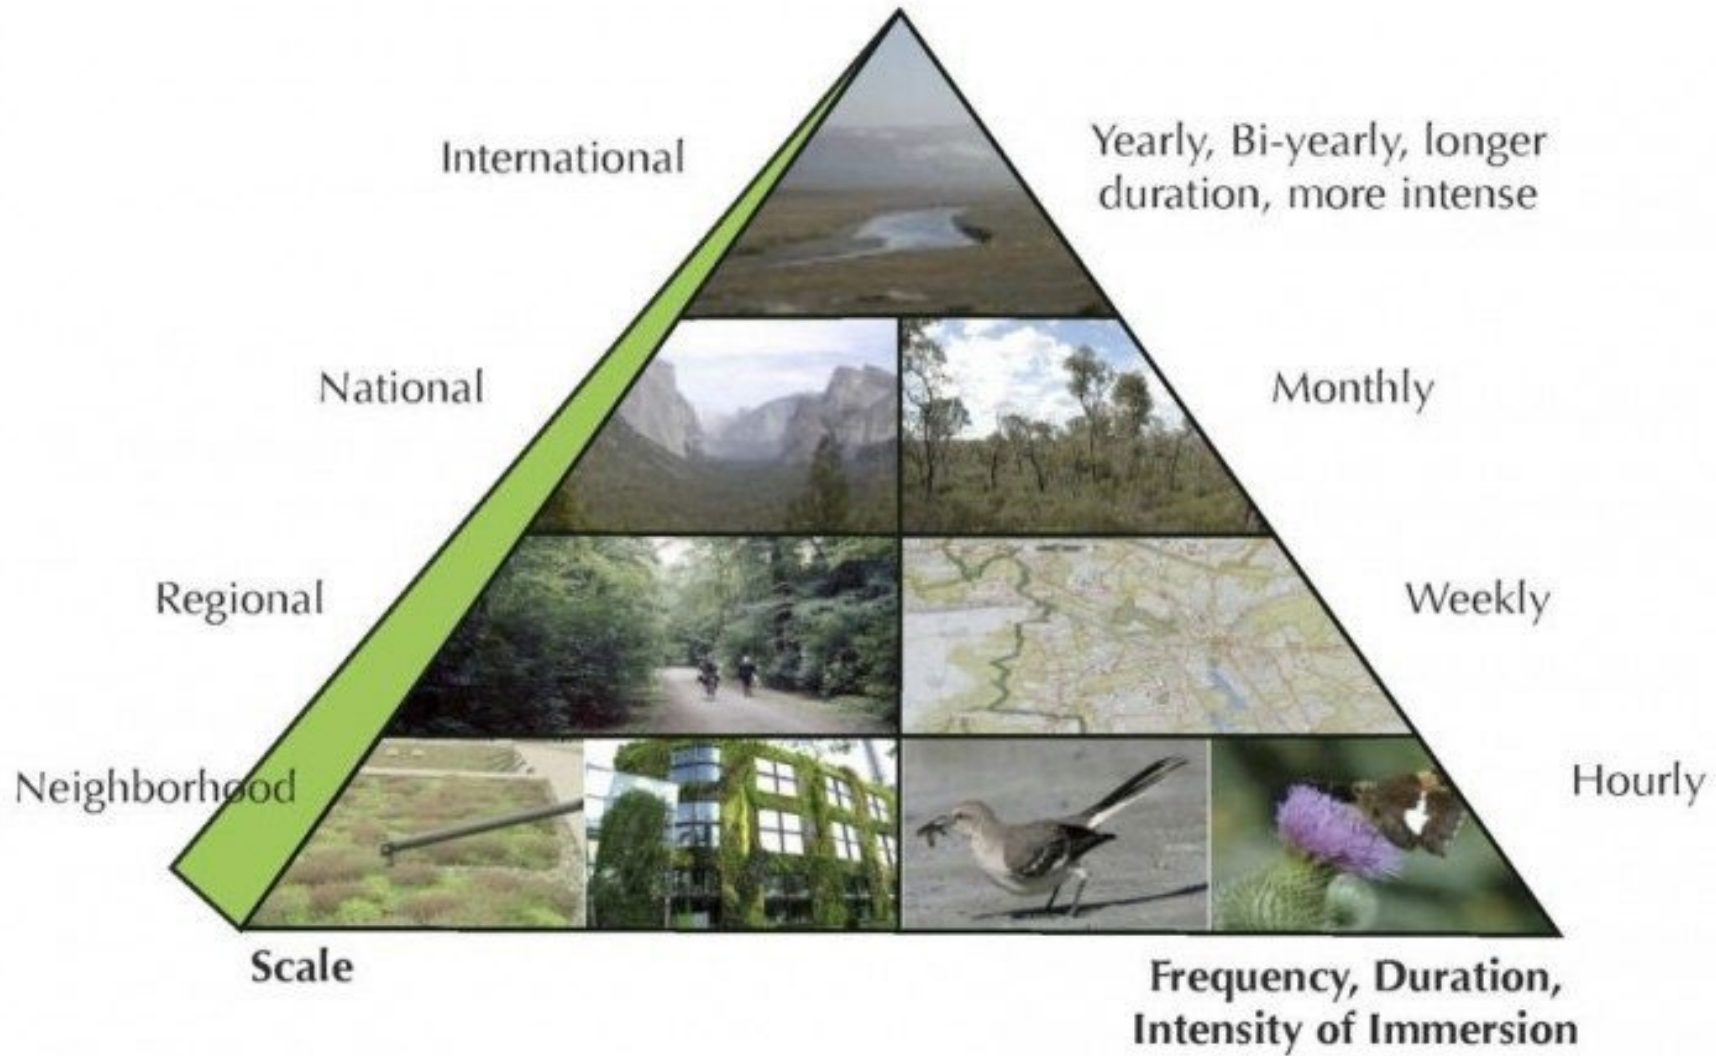 International
Yearly, Bi-yearly, longer
duration, more intense
National
Monthly
Regional
Weekly
Neighborhood
Hourly
Scale
Frequency, Duration,
Intensity of Immersion